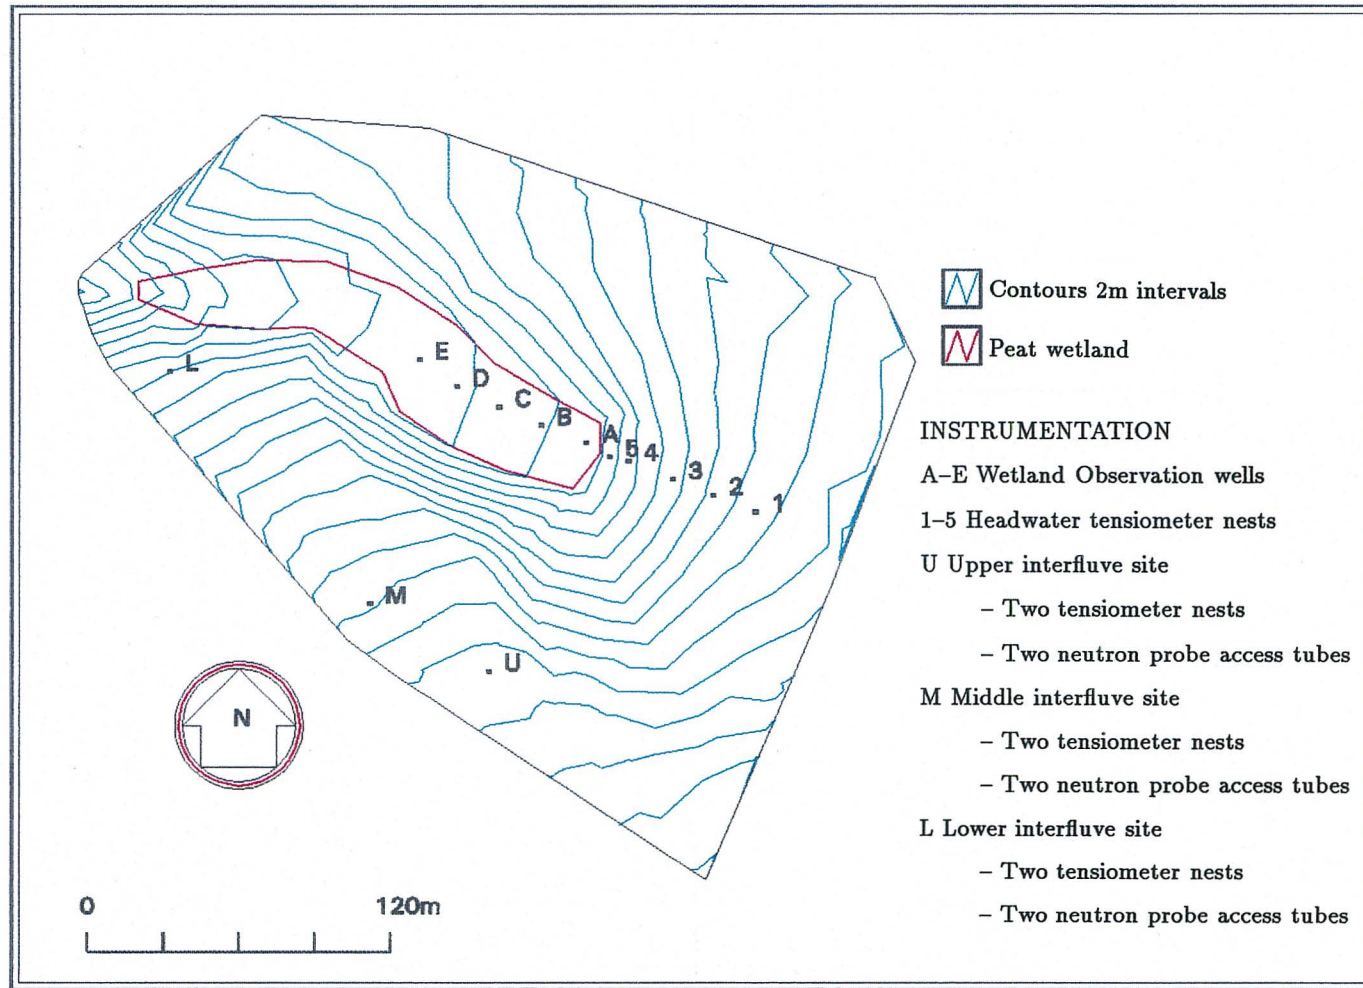 Contours 2m intervals
Peat wetland
INSTRUMENTATION
A–E Wetland Observation wells
1–5 Headwater tensiometer nests
U Upper interfluve site
– Two tensiometer nests
– Two neutron probe access tubes
M Middle interfluve site
– Two tensiometer nests
– Two neutron probe access tubes
L Lower interfluve site
– Two tensiometer nests
– Two neutron probe access tubes
L
E
D
C
B
A
5
4
3
2
1
M
U
N
0 120m